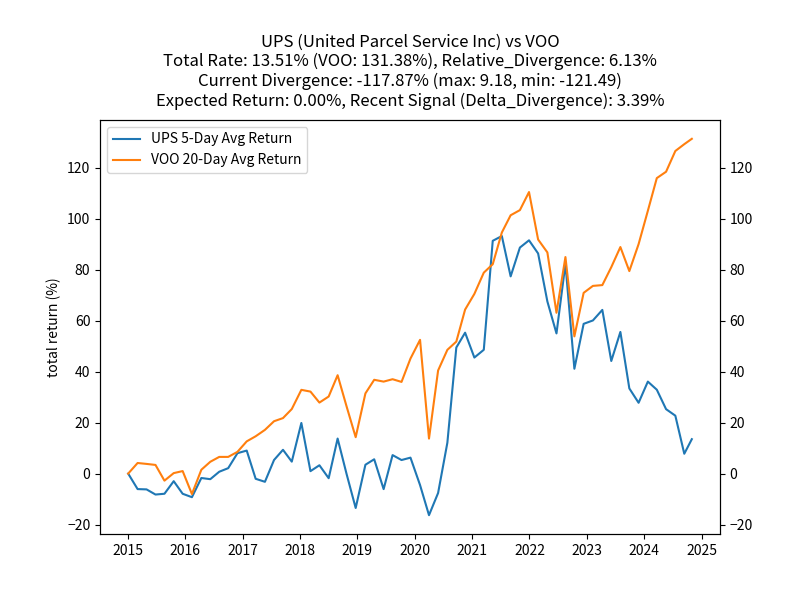 UPS (United Parcel Service Inc) vs VOO
Total Rate: 13.51% (VOO: 131.38%), Relative_Divergence: 6.13%
Current Divergence: -117.87% (max: 9.18, min: -121.49)
Expected Return: 0.00%, Recent Signal (Delta_Divergence): 3.39%
UPS 5-Day Avg Return
VOO 20-Day Avg Return
total return (%)
120 120
100 100
80 80
60 60
40 40
20 20
0 0
−20 −20
2015 2016 2017 2018 2019 2020 2021 2022 2023 2024 2025